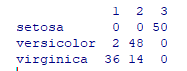 1 2 3
setosa 0 0 50
versicolor 2 48 0
virginica 36 14 0